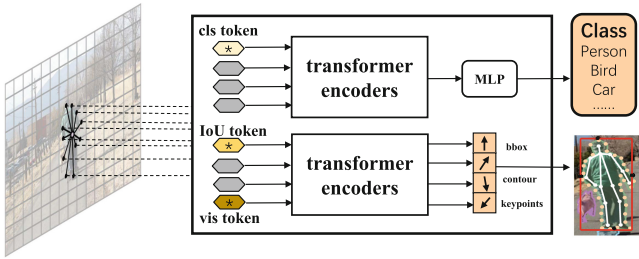 cls token
*
transformer
encoders
MLP
Class
Person
Bird
Car
......
IoU token
*
transformer
encoders
bbox
contour
keypoints
*
vis token